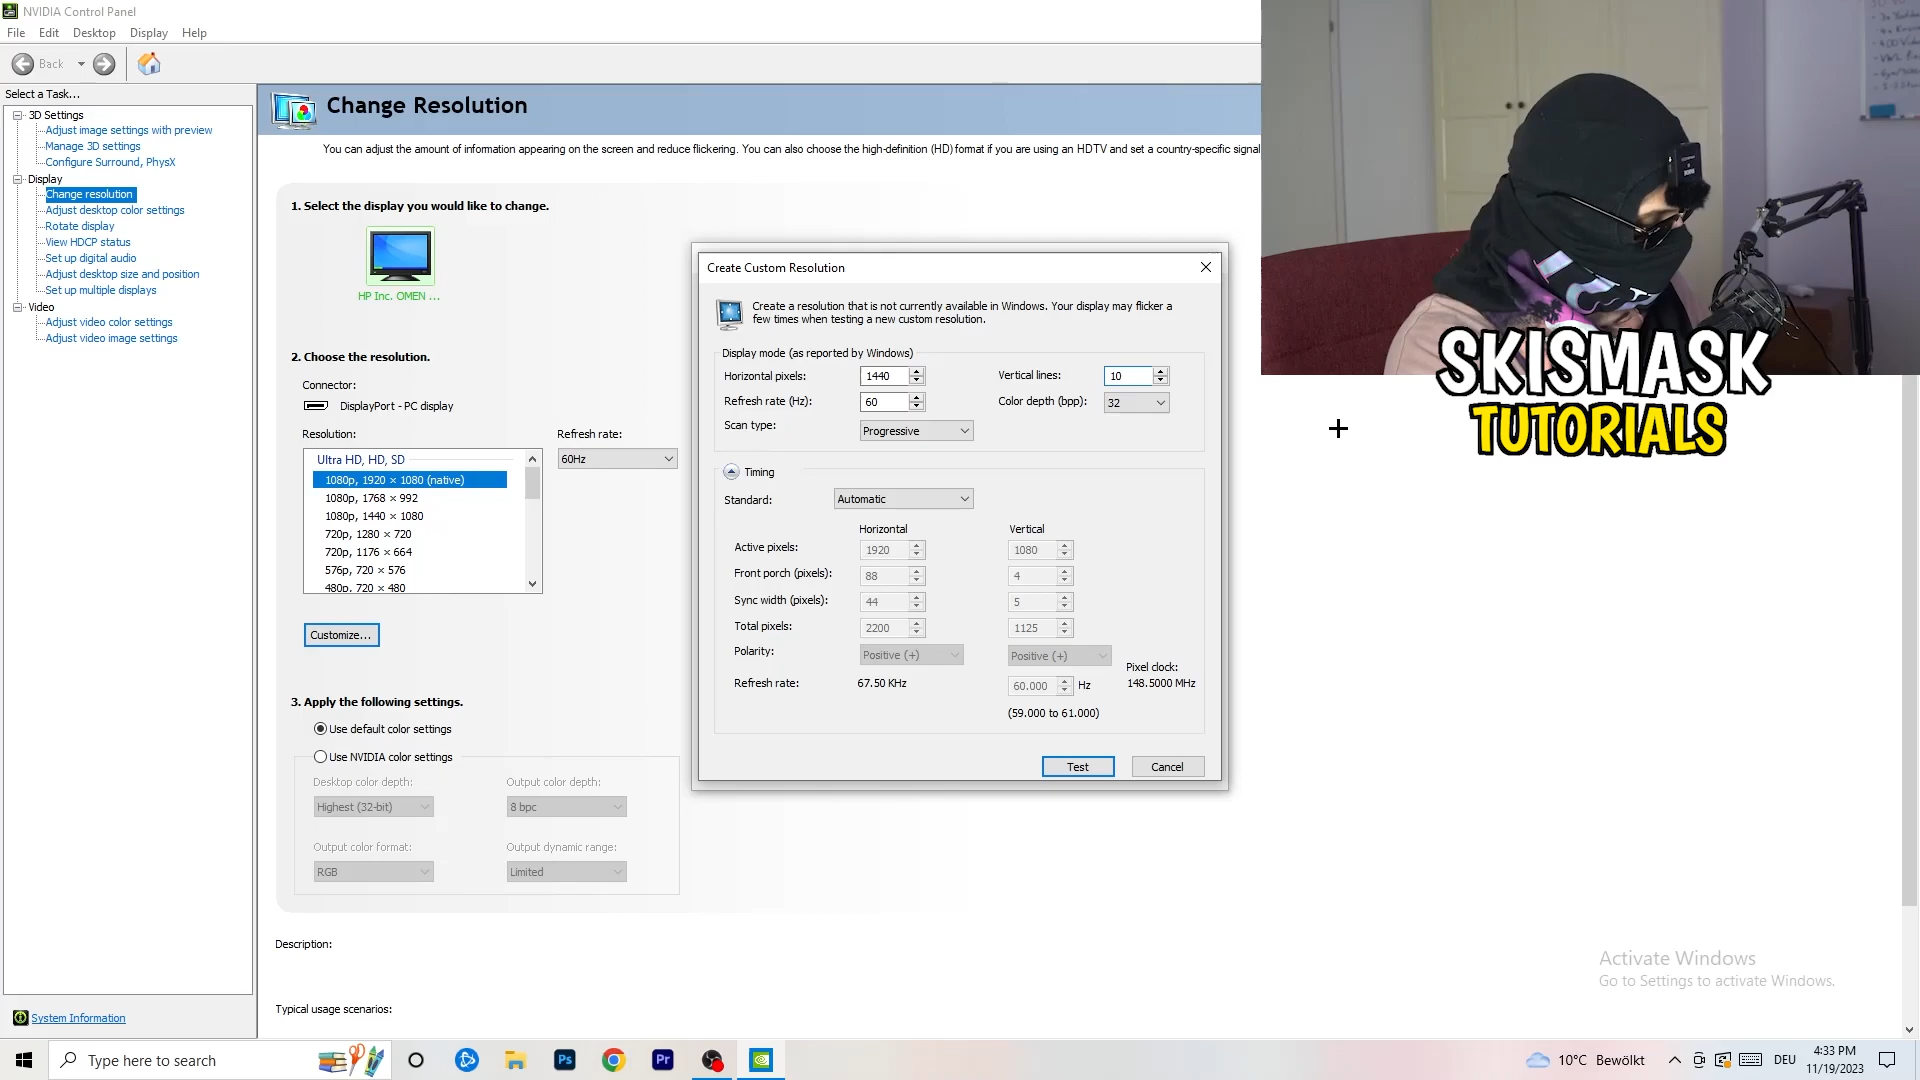 NVIDIA Control Panel
File Edit Desktop Display Help
Back
Select a Task...
3D Settings
Adjust image settings with preview
Manage 3D settings
Configure Surround, PhysX
Display
Change resolution
Adjust desktop color settings
Rotate display
View HDCP status
Set up digital audio
Adjust desktop size and position
Set up multiple displays
Video
Adjust video color settings
Adjust video image settings
System Information
Change Resolution
You can adjust the amount of information appearing on the screen and reduce flickering. You can also choose the high-definition (HD) format if you are using an HDTV and set a country-specific signal
1. Select the display you would like to change.
HP Inc. OMEN ...
2. Choose the resolution.
Connector:
DisplayPort - PC display
Resolution:
Refresh rate:
60Hz
Ultra HD, HD, SD
1080p, 1920 × 1080 (native)
1080p, 1768 × 992
1080p, 1440 × 1080
720p, 1280 × 720
720p, 1176 × 664
576p, 720 × 576
480p, 720 × 480
Customize...
3. Apply the following settings.
Use default color settings
Use NVIDIA color settings
Desktop color depth:
Output color depth:
Highest (32-bit)
8 bpc
Output color format:
Output dynamic range:
RGB
Limited
Description:
Typical usage scenarios:
Create Custom Resolution
Create a resolution that is not currently available in Windows. Your display may flicker a
few times when testing a new custom resolution.
Display mode (as reported by Windows)
Horizontal pixels: 1440 Vertical lines: 10
Refresh rate (Hz): 60 Color depth (bpp): 32
Scan type: Progressive
Timing
Standard: Automatic
Horizontal Vertical
Active pixels: 1920 1080
Front porch (pixels): 88 4
Sync width (pixels): 44 5
Total pixels: 2200 1125
Polarity: Positive (+) Positive (+)
Pixel clock:
Refresh rate: 67.50 KHz 60.000 Hz 148.5000 MHz
(59.000 to 61.000)
Test Cancel
SKISMASK
TUTORIALS
Activate Windows
Go to Settings to activate Windows.
Type here to search
Ps
Pr
10°C Bewölkt
DEU
4:33 PM
11/19/2023